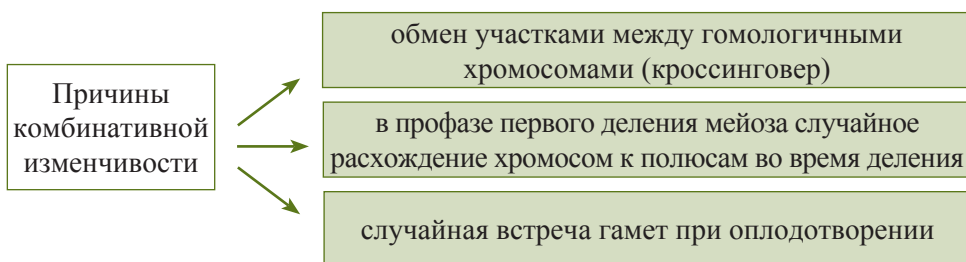 Причины
комбинативной
изменчивости
обмен участками между гомологичными
хромосомами (кроссинговер)
в профазе первого деления мейоза случайное
расхождение хромосом к полюсам во время деления
случайная встреча гамет при оплодотворении